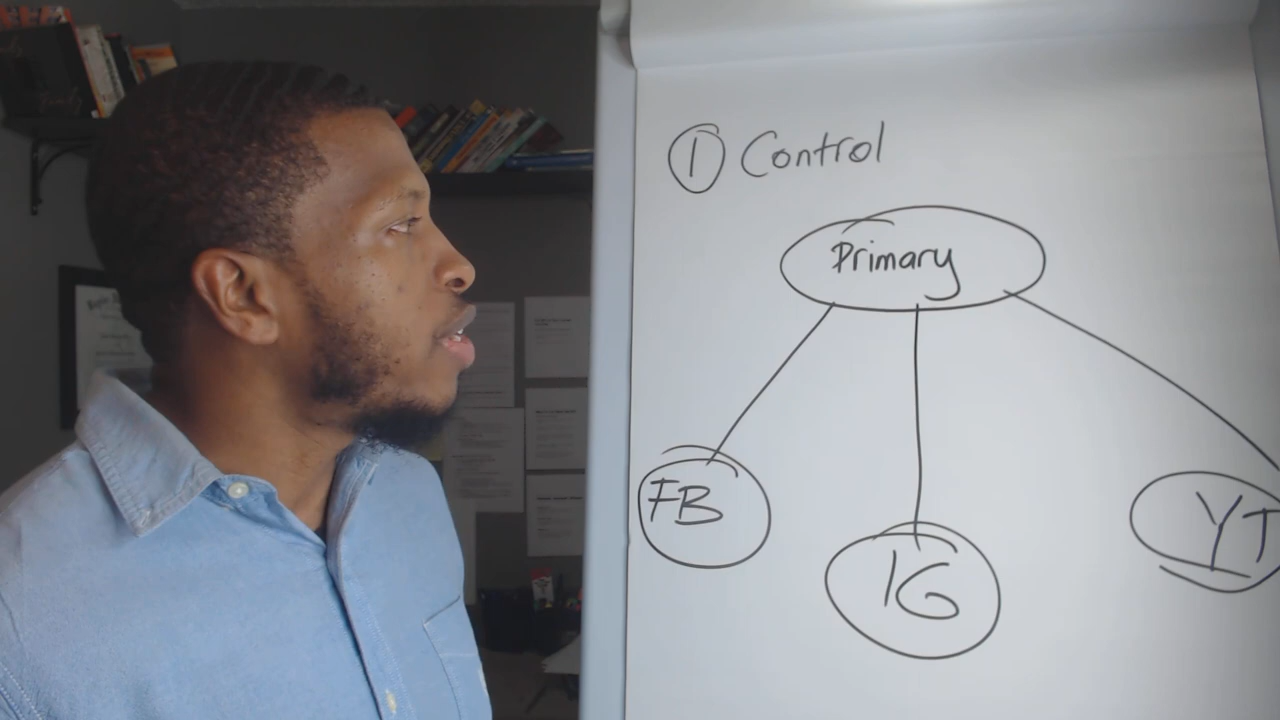 ① Control
Primary
FB
IG
YT